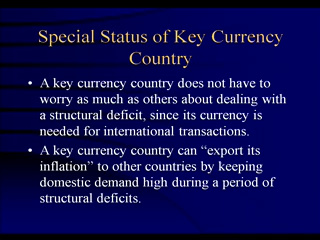 Special Status of Key Currency
Country
• A key currency country does not have to
worry as much as others about dealing with
a structural deficit, since its currency is
needed for international transactions.
• A key currency country can “export its
inflation” to other countries by keeping
domestic demand high during a period of
structural deficits.